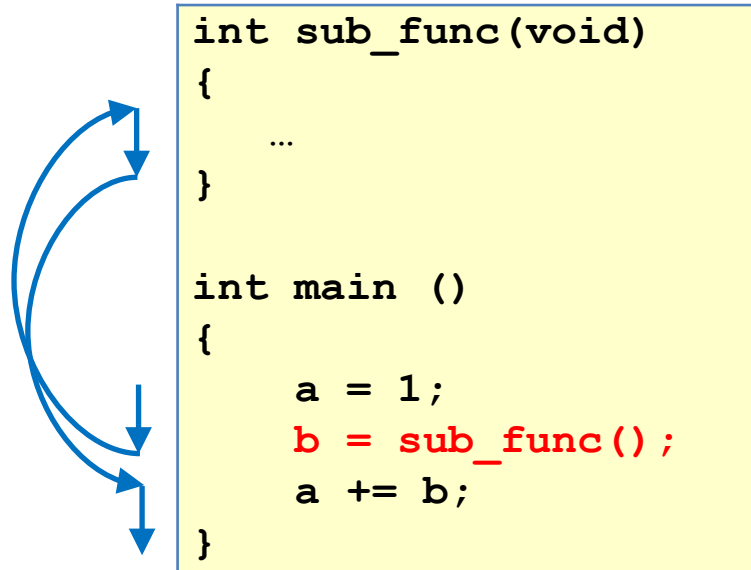 int sub_func(void)
{
…
}
int main ()
{
a = 1;
b = sub_func();
a += b;
}